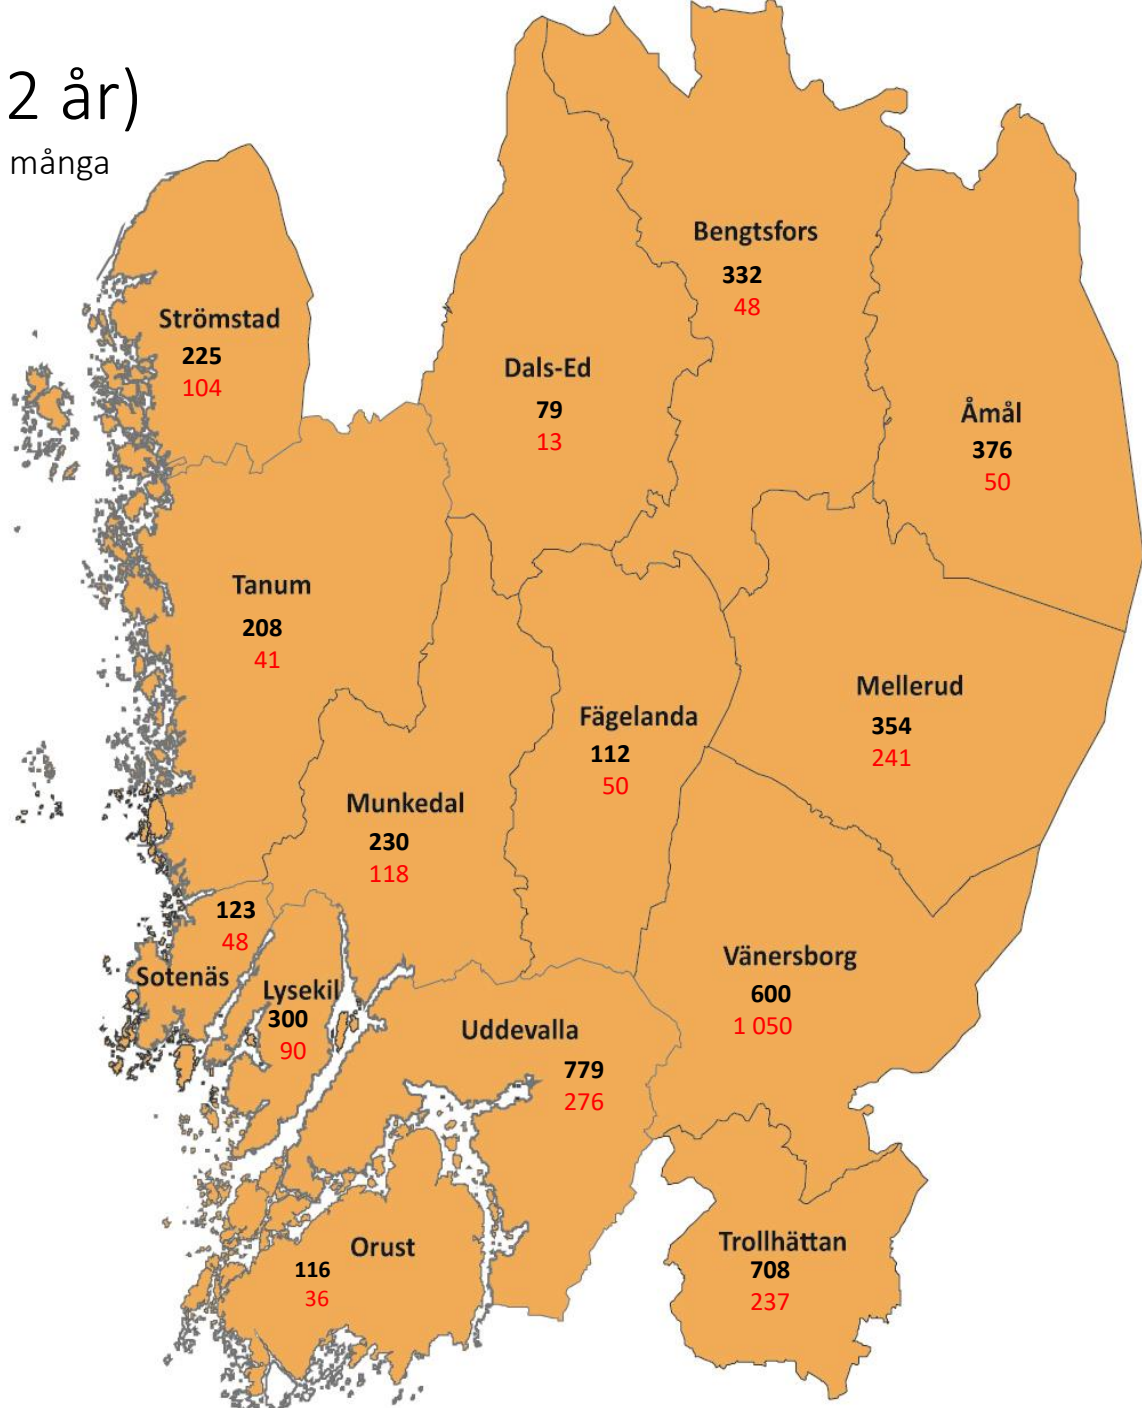 2 år)
många
Bengtsfors
332
48
Strömstad
225
104
Dals-Ed
79
13
Åmål
376
50
Tanum
208
41
Mellerud
354
241
Fägelanda
112
50
Munkedal
230
118
123
48
Sotenäs
Lysekil
300
90
Vänersborg
600
1 050
Uddevalla
779
276
Orust
116
36
Trollhättan
708
237